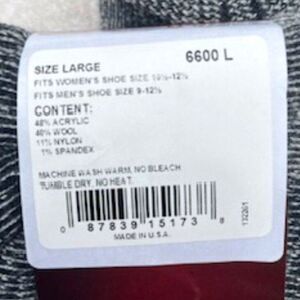 SIZE LARGE 6600 L
FITS WOMEN'S SHOE SIZE 10½-12½
FITS MEN'S SHOE SIZE 9-12½
CONTENT:
48% ACRYLIC
40% WOOL
11% NYLON
1% SPANDEX
MACHINE WASH WARM, NO BLEACH
TUMBLE DRY, NO HEAT.
0 87839 15173 8
MADE IN U.S.A.
132261